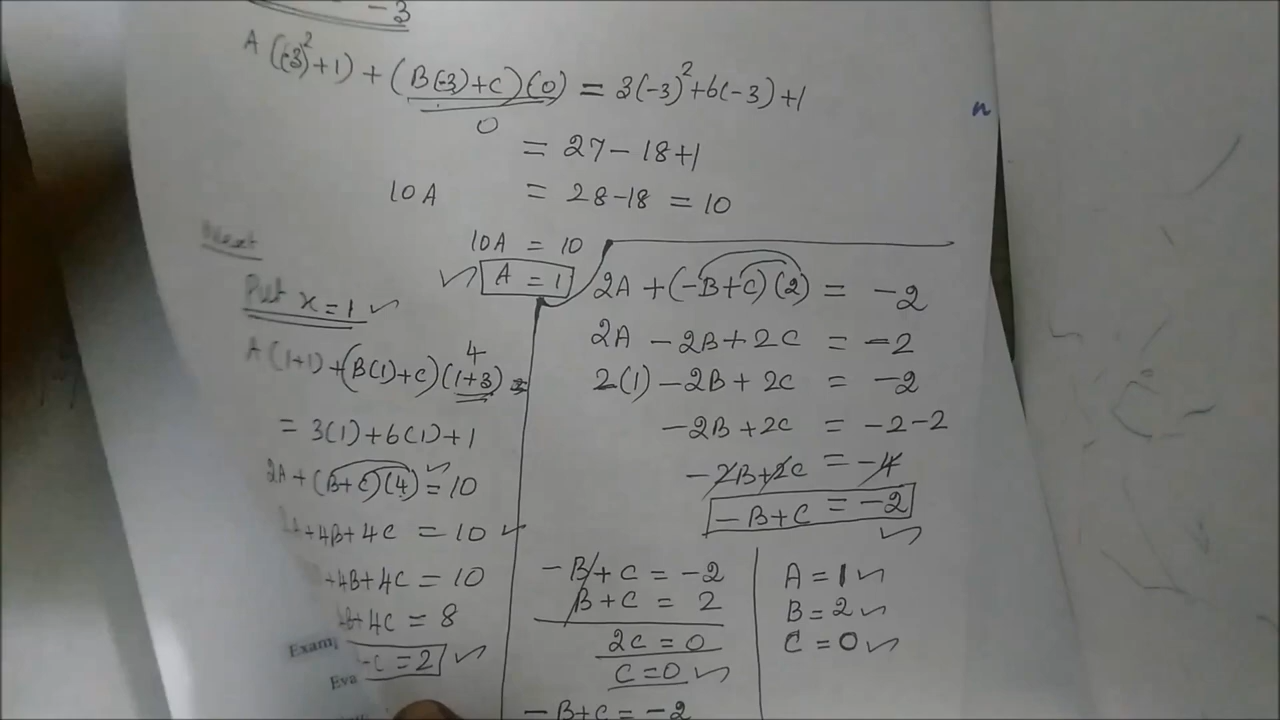 -3
A((-3)²+1) + (B(-3)+C)(0) = 3(-3)²+6(-3)+1
0
= 27-18+1
10A = 28-18 = 10
10A = 10
A = 1
Next
Put x=1
A(1+1)+(B(1)+C)(1+3) =
4
= 3(1)+6(1)+1
2A+(B+C)(4)=10
+4B+4C = 10
+4B+4C = 10
4C = 8
-C = 2
2A+(-B+C)(2) = -2
2A -2B+2C = -2
2(1)-2B+2C = -2
-2B+2C = -2-2
-2B+2C = -4
-B+C = -2
-B+C = -2
B+C = 2
2C = 0
C=0
-B+C = -2
A = 1
B = 2
C = 0
n
Exam
Eva